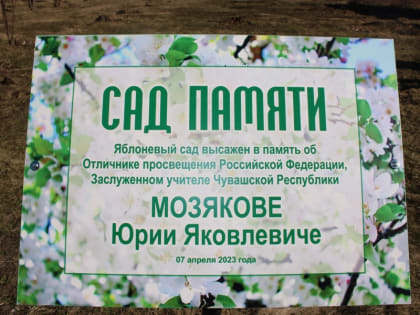 САД ПАМЯТИ
Яблоневый сад высажен в память об
Отличнике просвещения Российской Федерации,
Заслуженном учителе Чувашской Республики
МОЗЯКОВЕ
Юрии Яковлевиче
07 апреля 2023 года